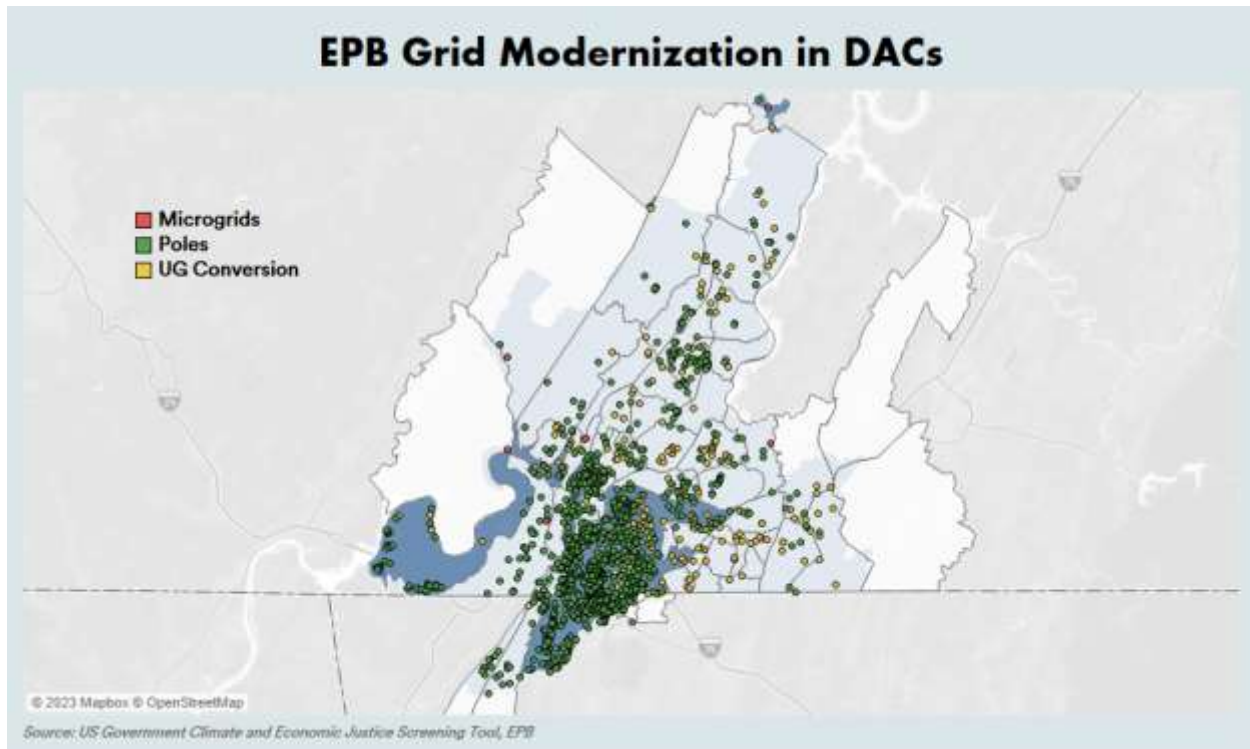 EPB Grid Modernization in DACs
Microgrids
Poles
UG Conversion
© 2023 Mapbox © OpenStreetMap
Source: US Government Climate and Economic Justice Screening Tool, EPB